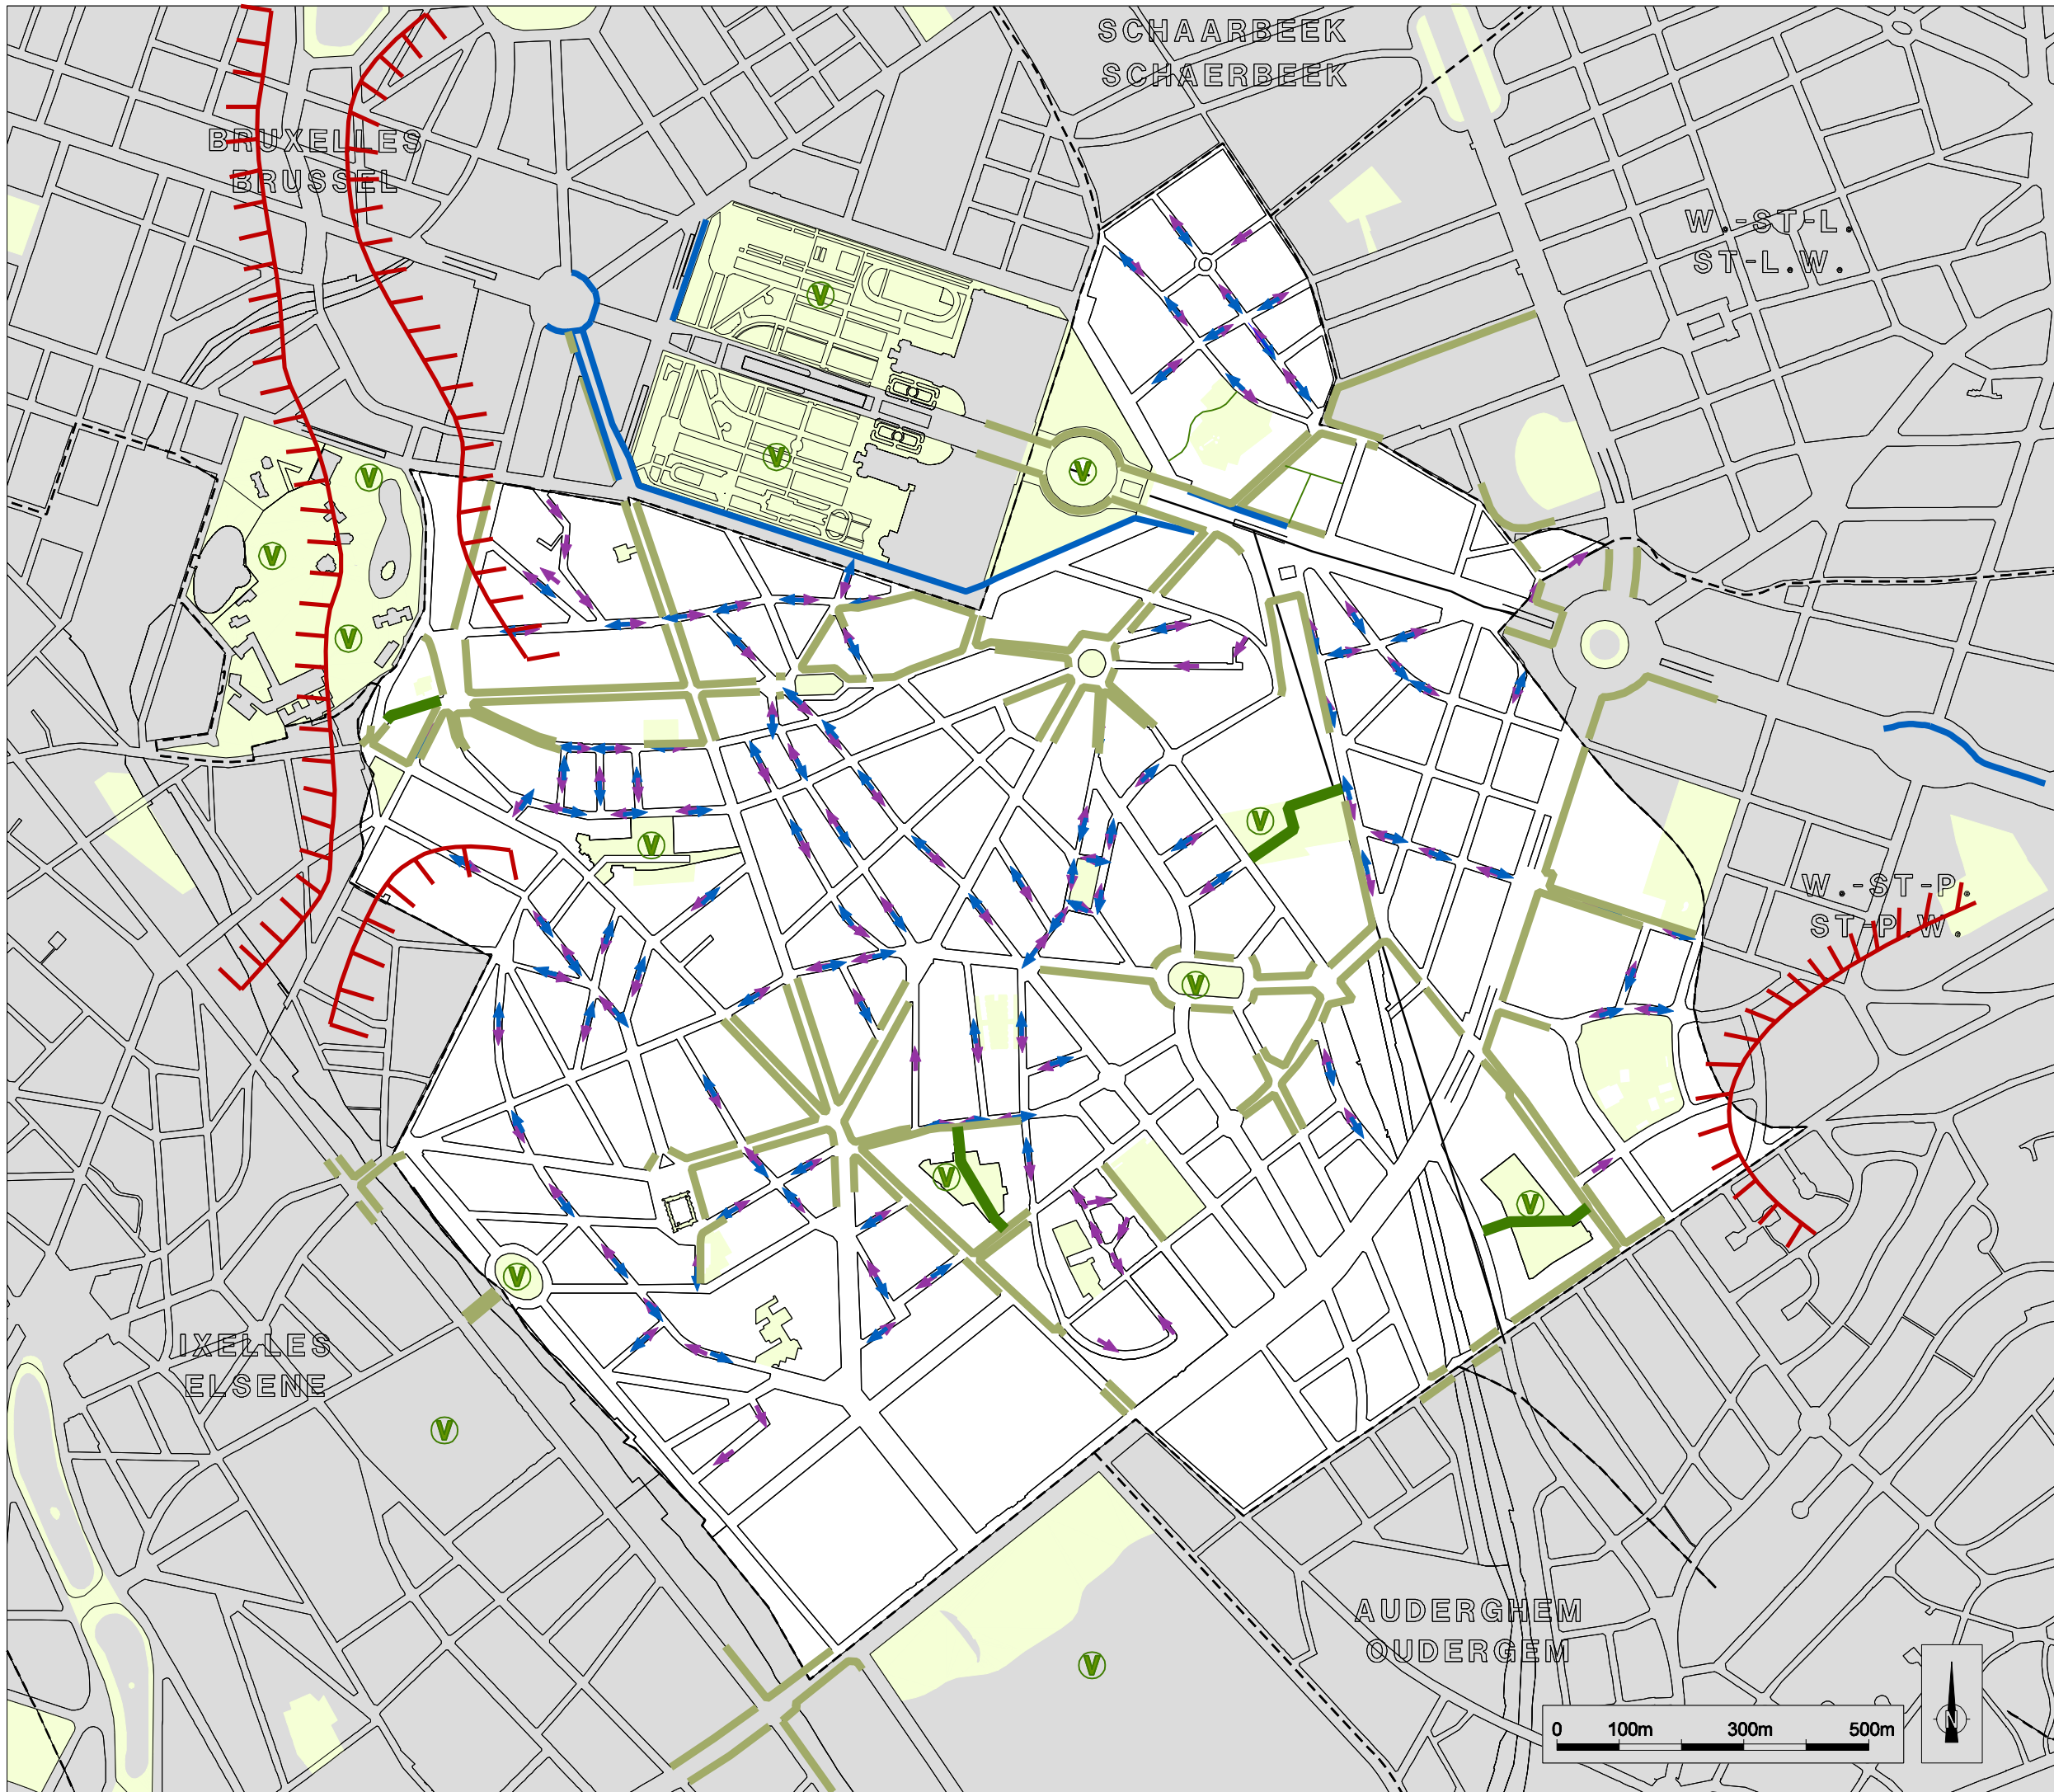 SCHAARBEEK
SCHAERBEEK
BRUXELLES
BRUSSEL
W.-ST-L.
ST-L.W.
V
V
V
V
V
V
V
V
V
W.-ST-P.
ST-P.W.
V
V
V
V
IXELLES
ELSENE
V
AUDERGHEM
OUDERGEM
V
0 100m 300m 500m
N